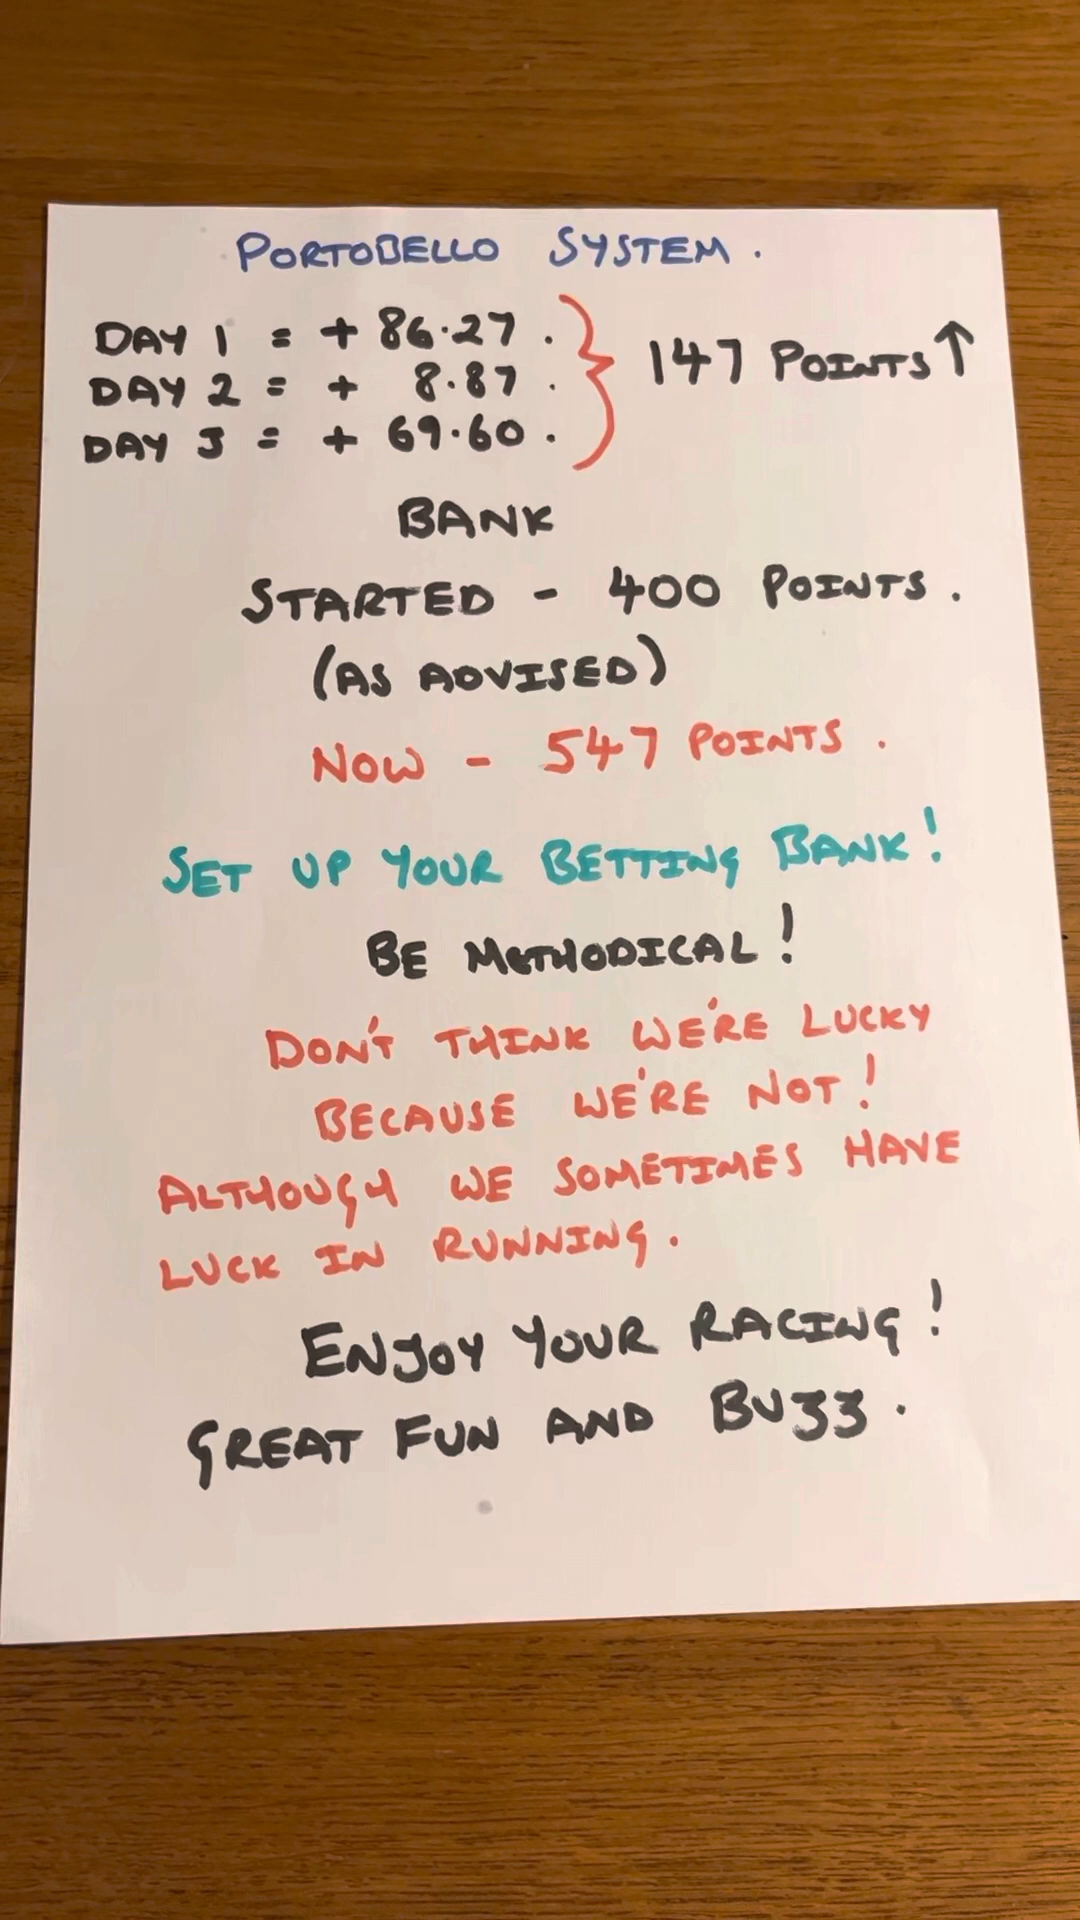 PORTOBELLO SYSTEM.
DAY 1 = + 86.27.
DAY 2 = + 8.87.
DAY 3 = + 69.60.
147 POINTS ↑
BANK
STARTED - 400 POINTS.
(AS ADVISED)
NOW - 547 POINTS.
SET UP YOUR BETTING BANK!
BE METHODICAL!
DON'T THINK WE'RE LUCKY
BECAUSE WE'RE NOT!
ALTHOUGH WE SOMETIMES HAVE
LUCK IN RUNNING.
ENJOY YOUR RACING!
GREAT FUN AND BUZZ.